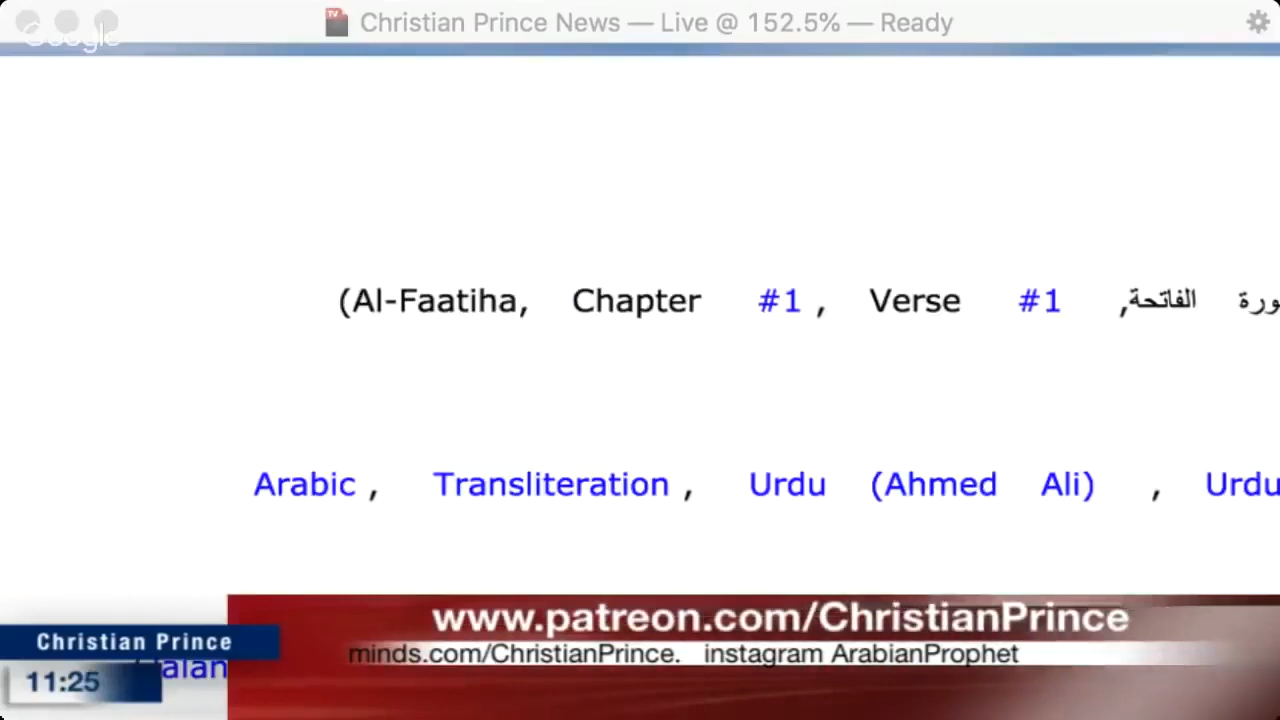 Christian Prince News — Live @ 152.5% — Ready
Google
(Al-Faatiha, Chapter #1, Verse #1 الفاتحة,
Arabic, Transliteration, Urdu (Ahmed Ali), Urdu
www.patreon.com/ChristianPrince
Christian Prince
minds.com/ChristianPrince. instagram ArabianProphet
11:25